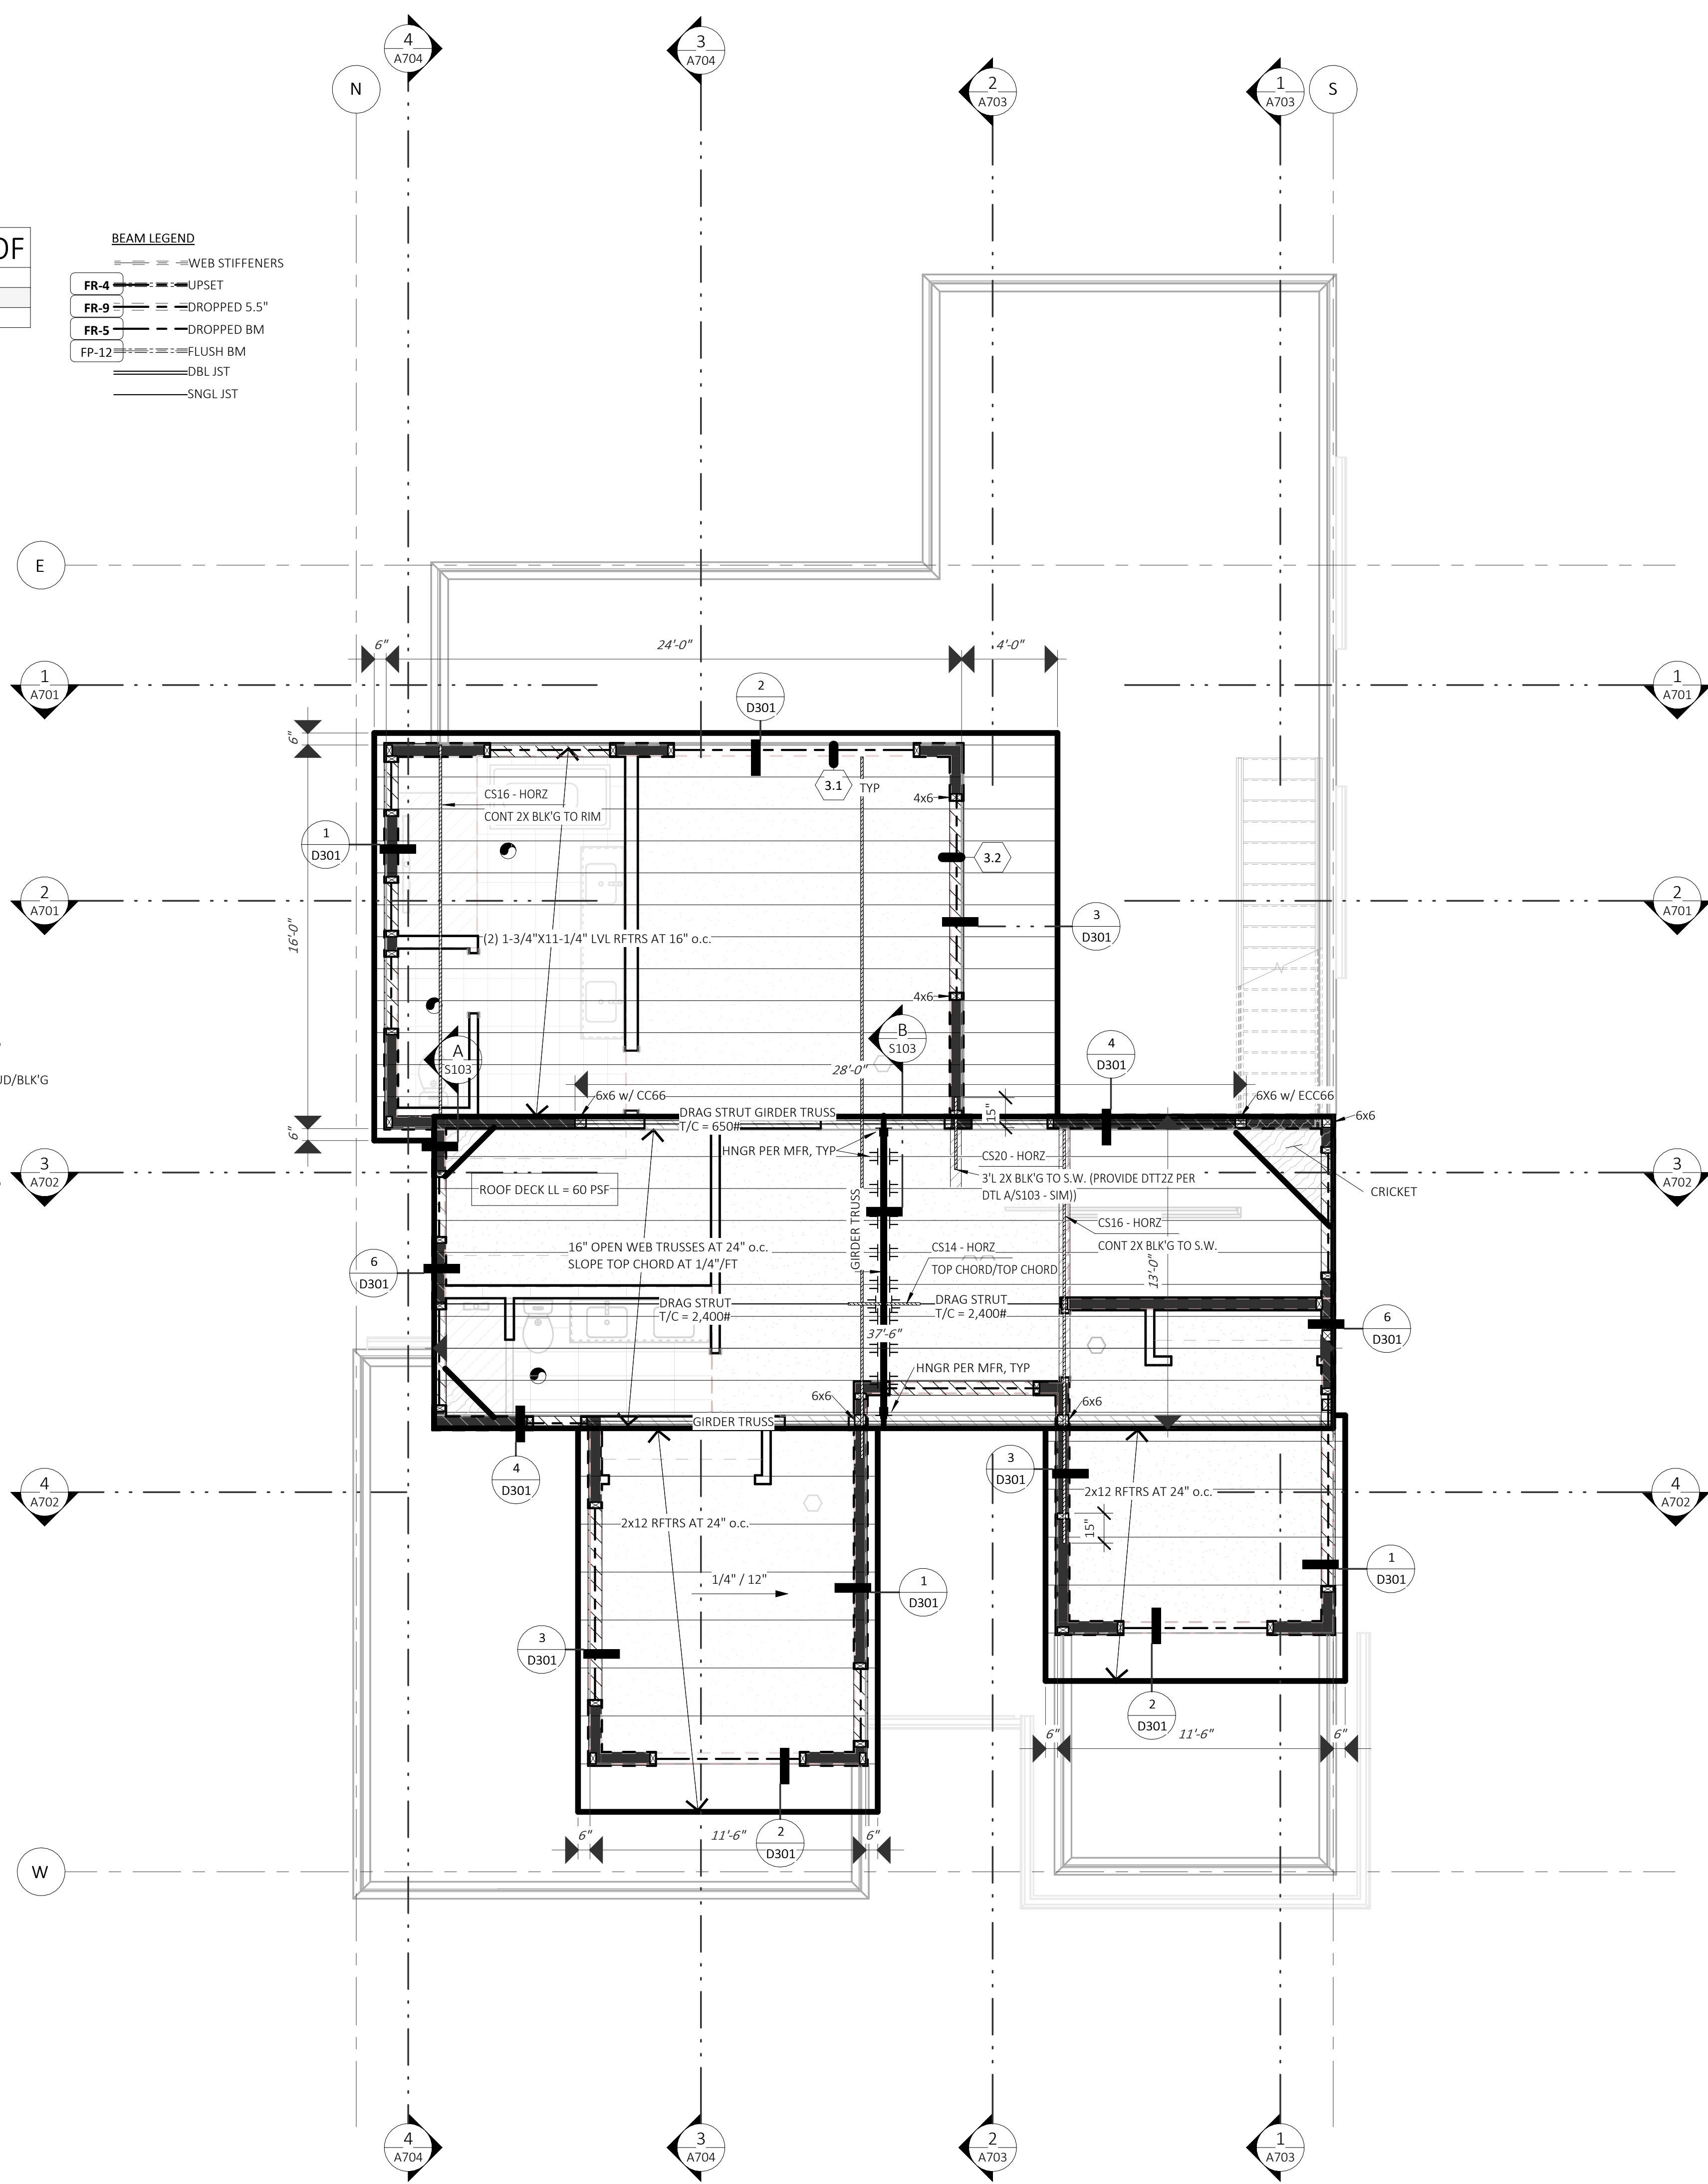 4
A704
3
A704
2
A703
1
A703
N
S
OF
BEAM LEGEND
WEB STIFFENERS
FR-4
UPSET
FR-9
DROPPED 5.5"
FR-5
DROPPED BM
FP-12
FLUSH BM
DBL JST
SNGL JST
E
6"
24'-0"
4'-0"
1
A701
1
A701
2
D301
6"
3.1
TYP
CS16 - HORZ
CONT 2X BLK'G TO RIM
4x6
1
D301
3.2
2
A701
2
A701
16'-0"
3
D301
(2) 1-3/4"X11-1/4" LVL RFTRS AT 16" o.c.
4x6
A
S103
B
S103
4
D301
28'-0"
UD/BLK'G
6x6 w/ CC66
6X6 w/ ECC66
6"
DRAG STRUT GIRDER TRUSS
T/C = 650#
15"
6x6
HNGR PER MFR, TYP
CS20 - HORZ
3'L 2X BLK'G TO S.W. (PROVIDE DTT2Z PER
DTL A/S103 - SIM))
3
A702
3
A702
ROOF DECK LL = 60 PSF
CRICKET
GIRDER TRUSS
CS16 - HORZ
CONT 2X BLK'G TO S.W.
16" OPEN WEB TRUSSES AT 24" o.c.
SLOPE TOP CHORD AT 1/4"/FT
CS14 - HORZ
TOP CHORD/TOP CHORD
13'-0"
6
D301
DRAG STRUT
T/C = 2,400#
DRAG STRUT
T/C = 2,400#
6
D301
37'-6"
HNGR PER MFR, TYP
6x6
6x6
GIRDER TRUSS
4
D301
3
D301
4
A702
4
A702
2x12 RFTRS AT 24" o.c.
2x12 RFTRS AT 24" o.c.
15"
1/4" / 12"
1
D301
1
D301
3
D301
2
D301
6"
11'-6"
6"
6"
11'-6"
6"
2
D301
W
4
A704
3
A704
2
A703
1
A703